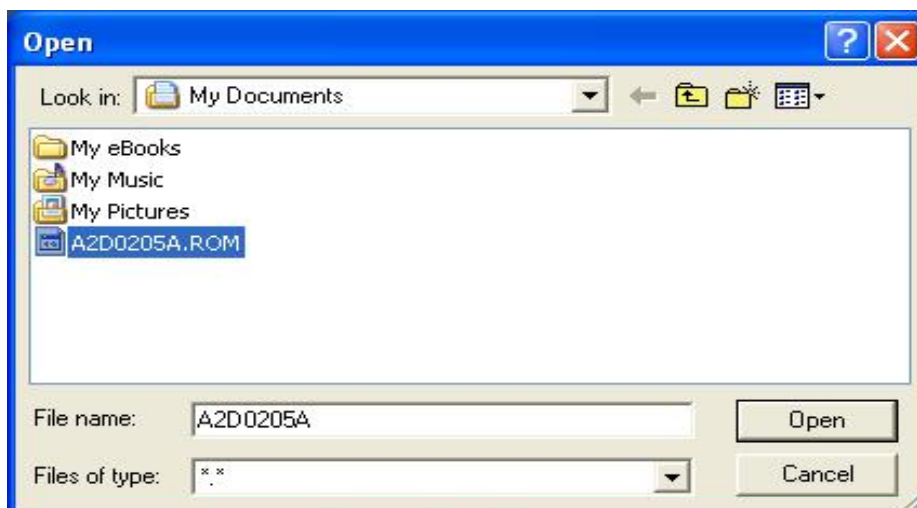 Open
Look in: My Documents
My eBooks
My Music
My Pictures
A2D0205A.ROM
File name: A2D0205A Open
Files of type: *.* Cancel